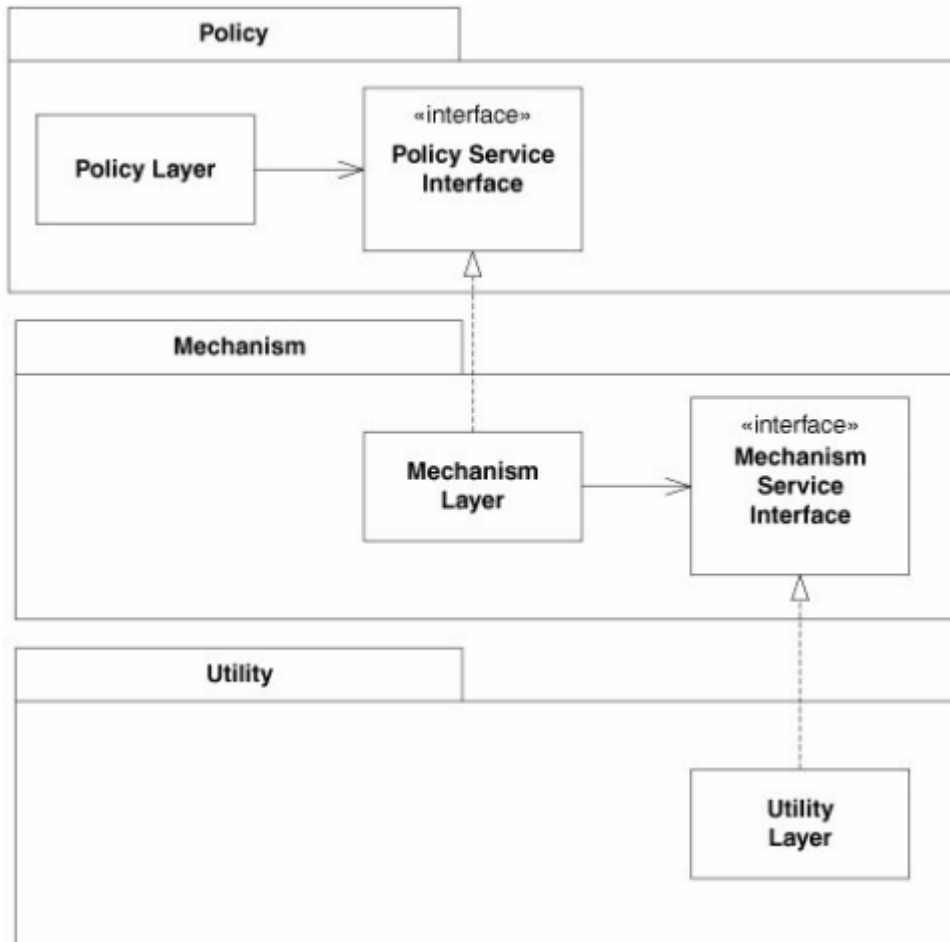 Policy
Policy Layer
«interface»
Policy Service
Interface
Mechanism
Mechanism
Layer
«interface»
Mechanism
Service
Interface
Utility
Utility
Layer